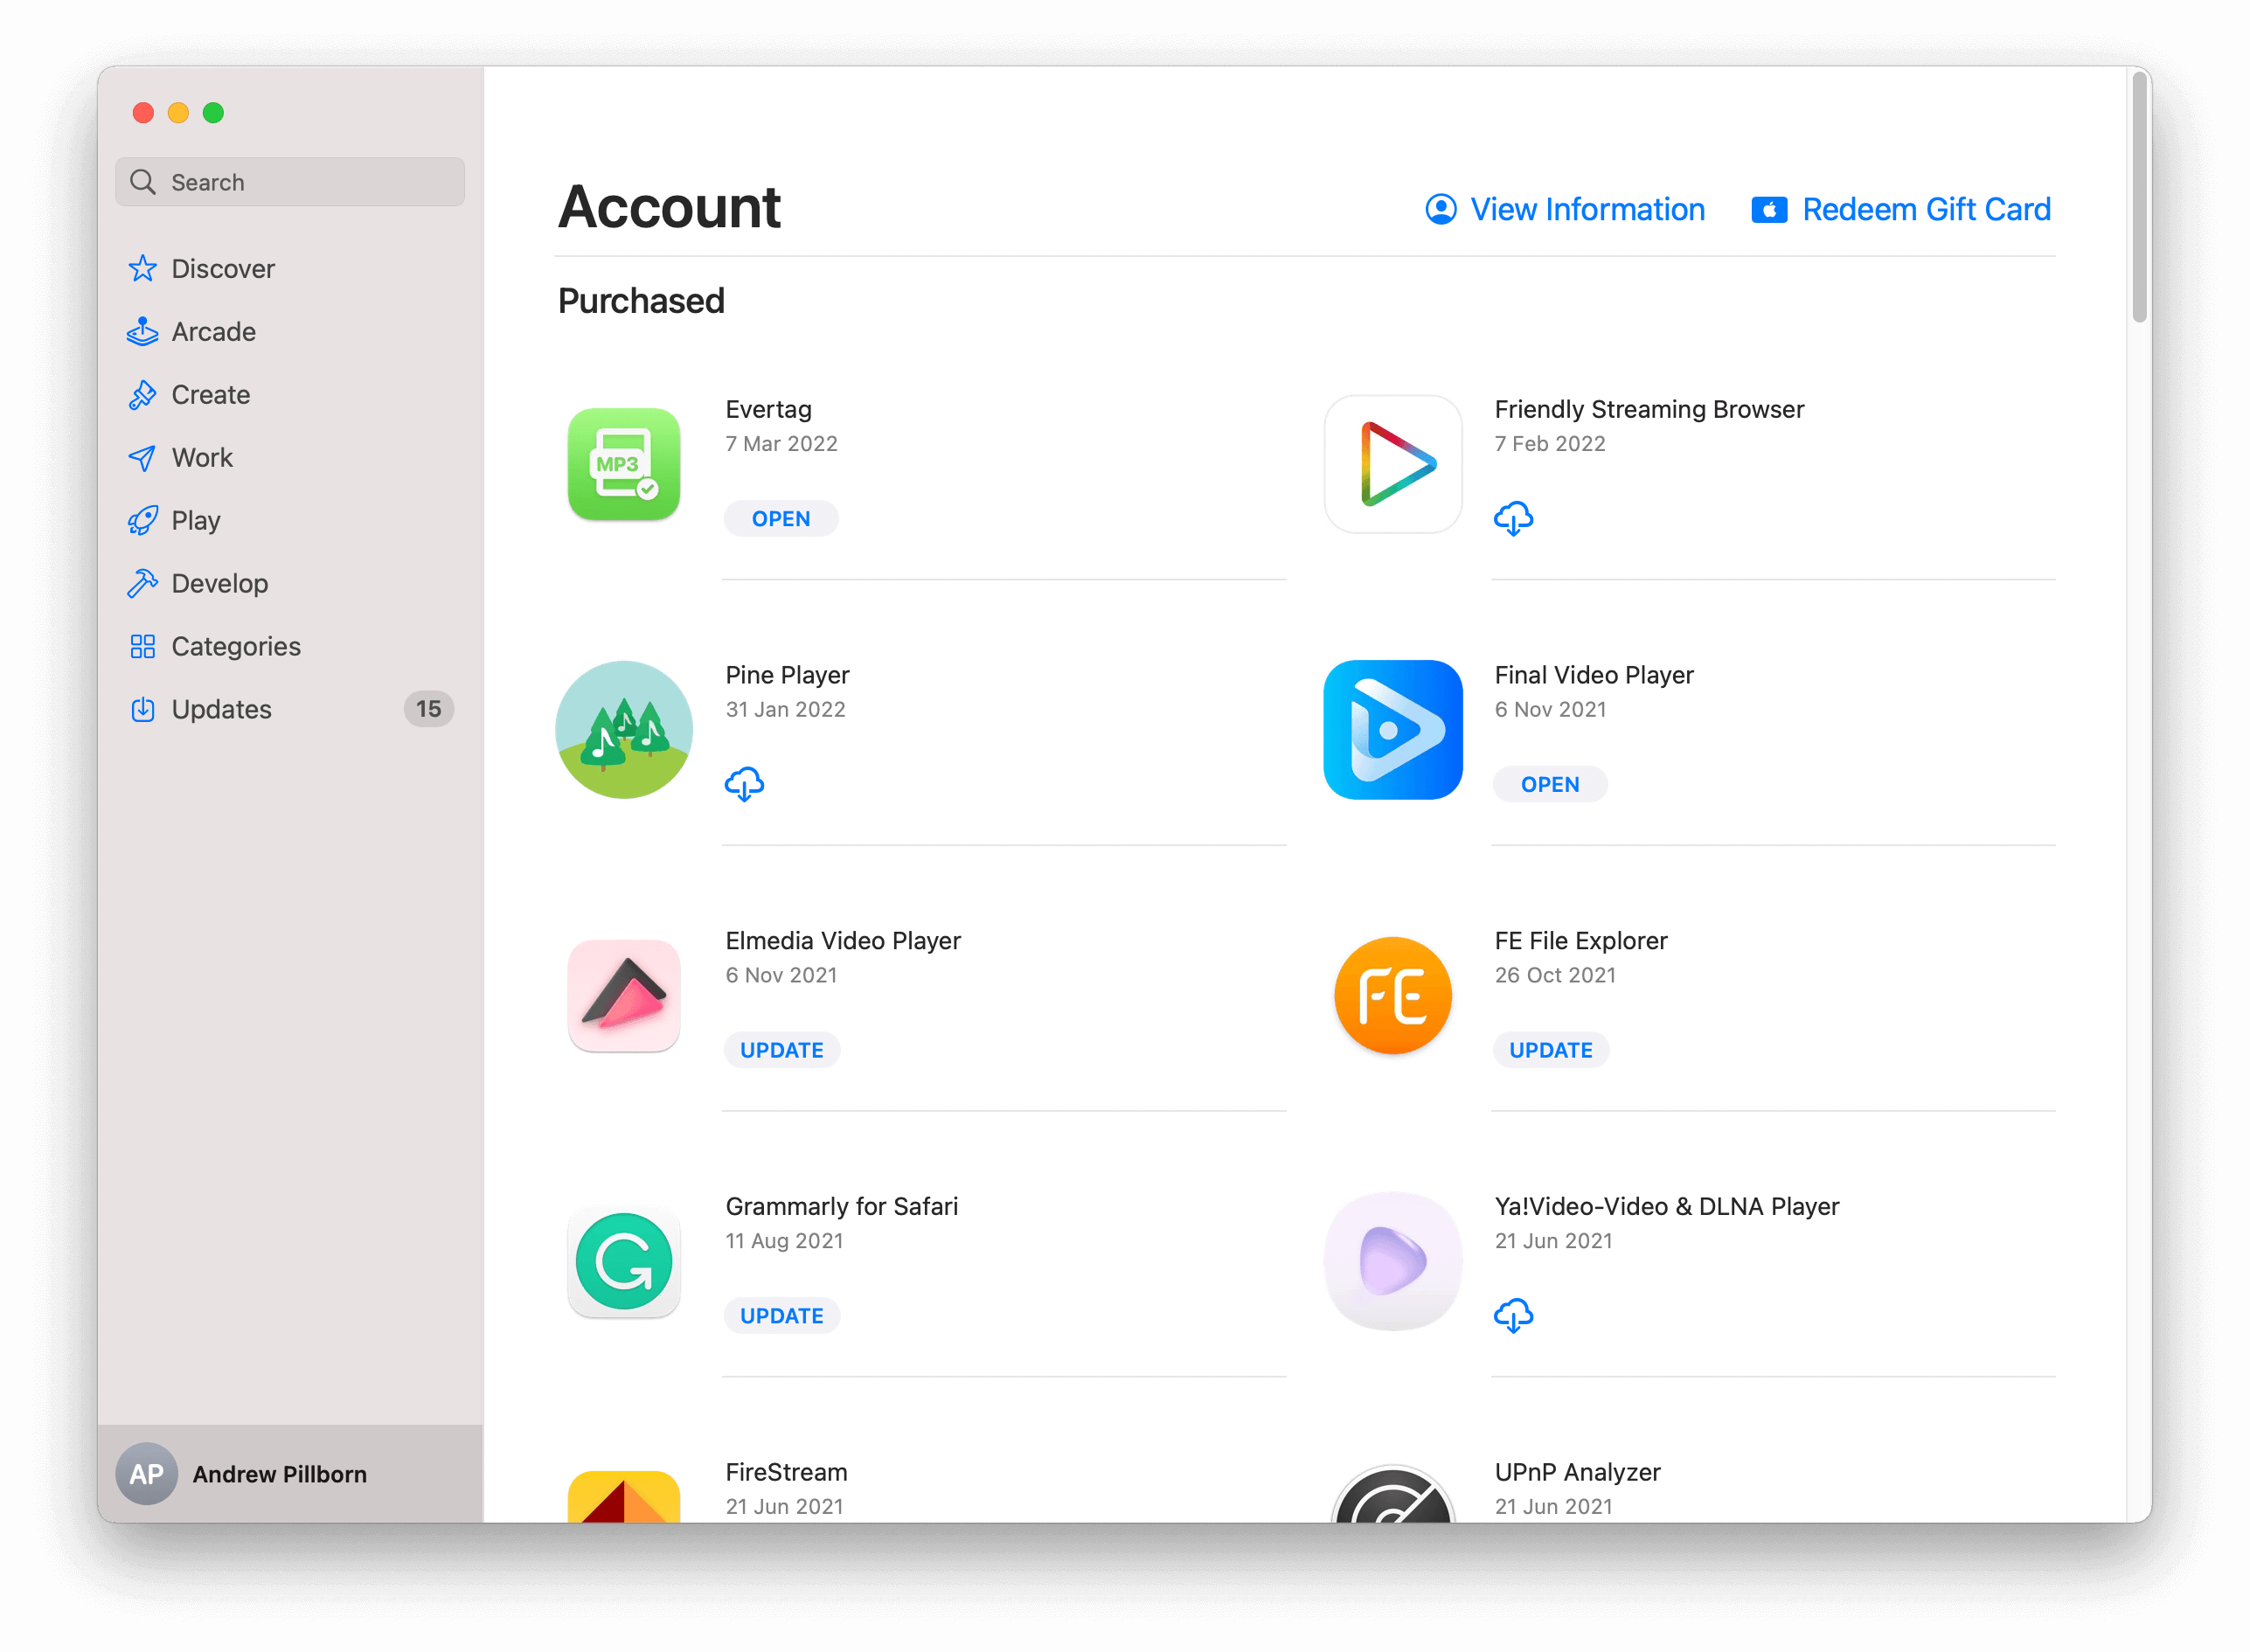 Search
Discover
Arcade
Create
Work
Play
Develop
Categories
Updates 15
AP Andrew Pillborn
Account
View Information
Redeem Gift Card
Purchased
MP3
Evertag
7 Mar 2022
OPEN
Friendly Streaming Browser
7 Feb 2022
Pine Player
31 Jan 2022
Final Video Player
6 Nov 2021
OPEN
Elmedia Video Player
6 Nov 2021
UPDATE
FE
FE File Explorer
26 Oct 2021
UPDATE
G
Grammarly for Safari
11 Aug 2021
UPDATE
Ya!Video-Video & DLNA Player
21 Jun 2021
FireStream
21 Jun 2021
UPnP Analyzer
21 Jun 2021